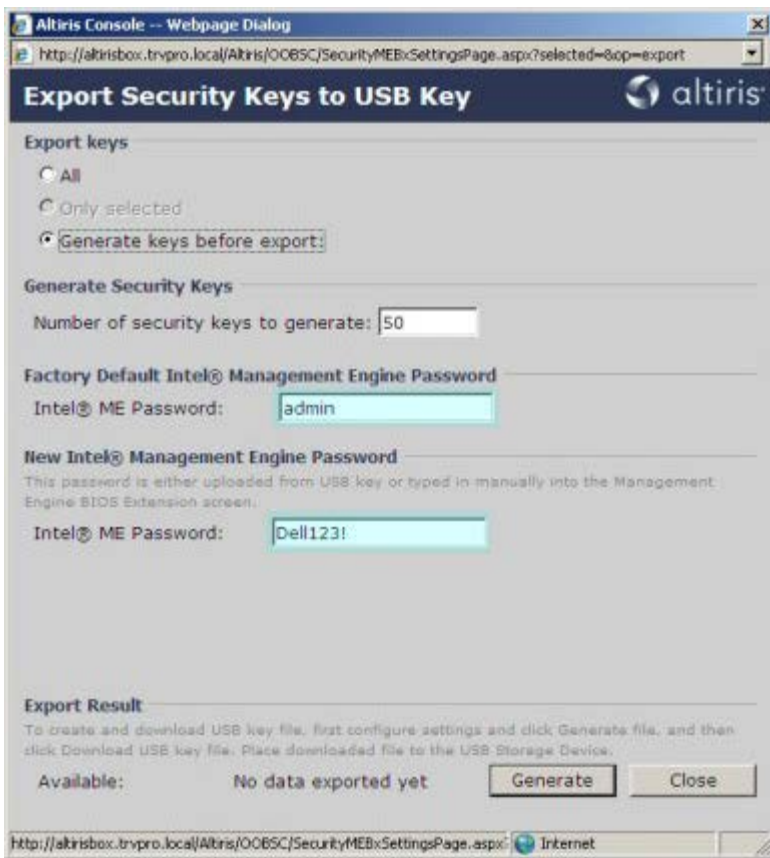 Altiris Console -- Webpage Dialog
http://altirisbox.trvpro.local/Altiris/OOBSC/SecurityMEBxSettingsPage.aspx?selected=&op=export
Export Security Keys to USB Key
altiris
Export keys
All
Only selected
Generate keys before export:
Generate Security Keys
Number of security keys to generate: 50
Factory Default Intel® Management Engine Password
Intel® ME Password: admin
New Intel® Management Engine Password
This password is either uploaded from USB key or typed in manually into the Management
Engine BIOS Extension screen.
Intel® ME Password: Dell123!
Export Result
To create and download USB key file, first configure settings and click Generate file, and then
click Download USB key file. Place downloaded file to the USB Storage Device.
Available: No data exported yet Generate Close
http://altirisbox.trvpro.local/Altiris/OOBSC/SecurityMEBxSettingsPage.aspx? Internet